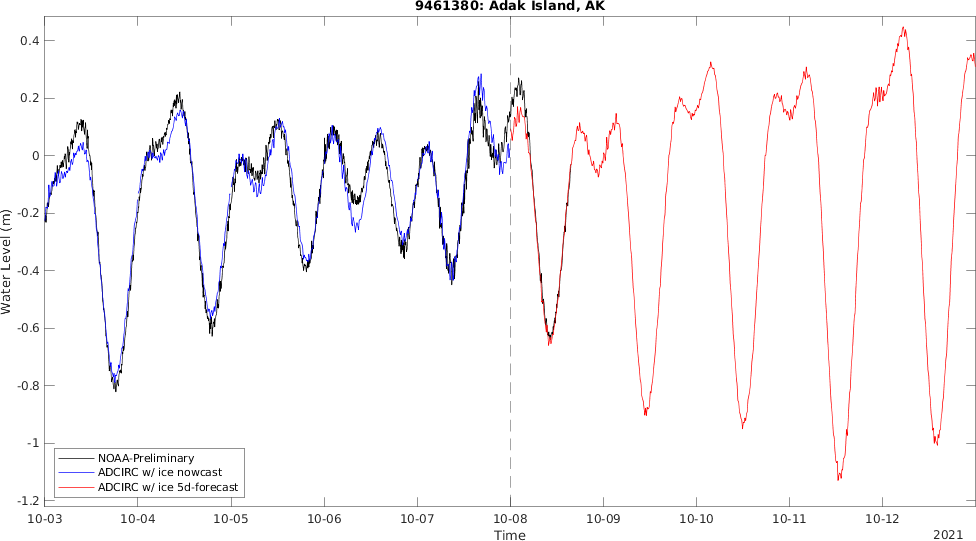 9461380: Adak Island, AK
Water Level (m)
0.4
0.2
0
-0.2
-0.4
-0.6
-0.8
-1
-1.2
NOAA-Preliminary
ADCIRC w/ ice nowcast
ADCIRC w/ ice 5d-forecast
10-03 10-04 10-05 10-06 10-07 10-08 10-09 10-10 10-11 10-12
Time
2021